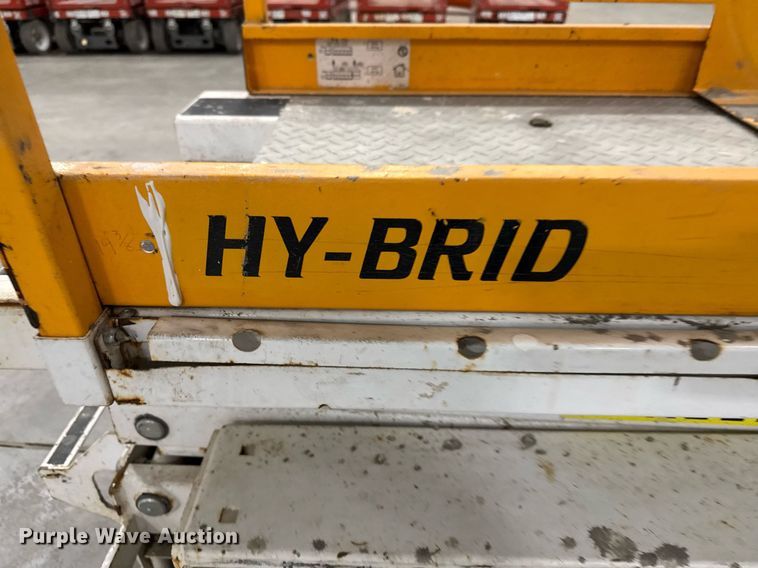 HY-BRID
Purple Wave Auction